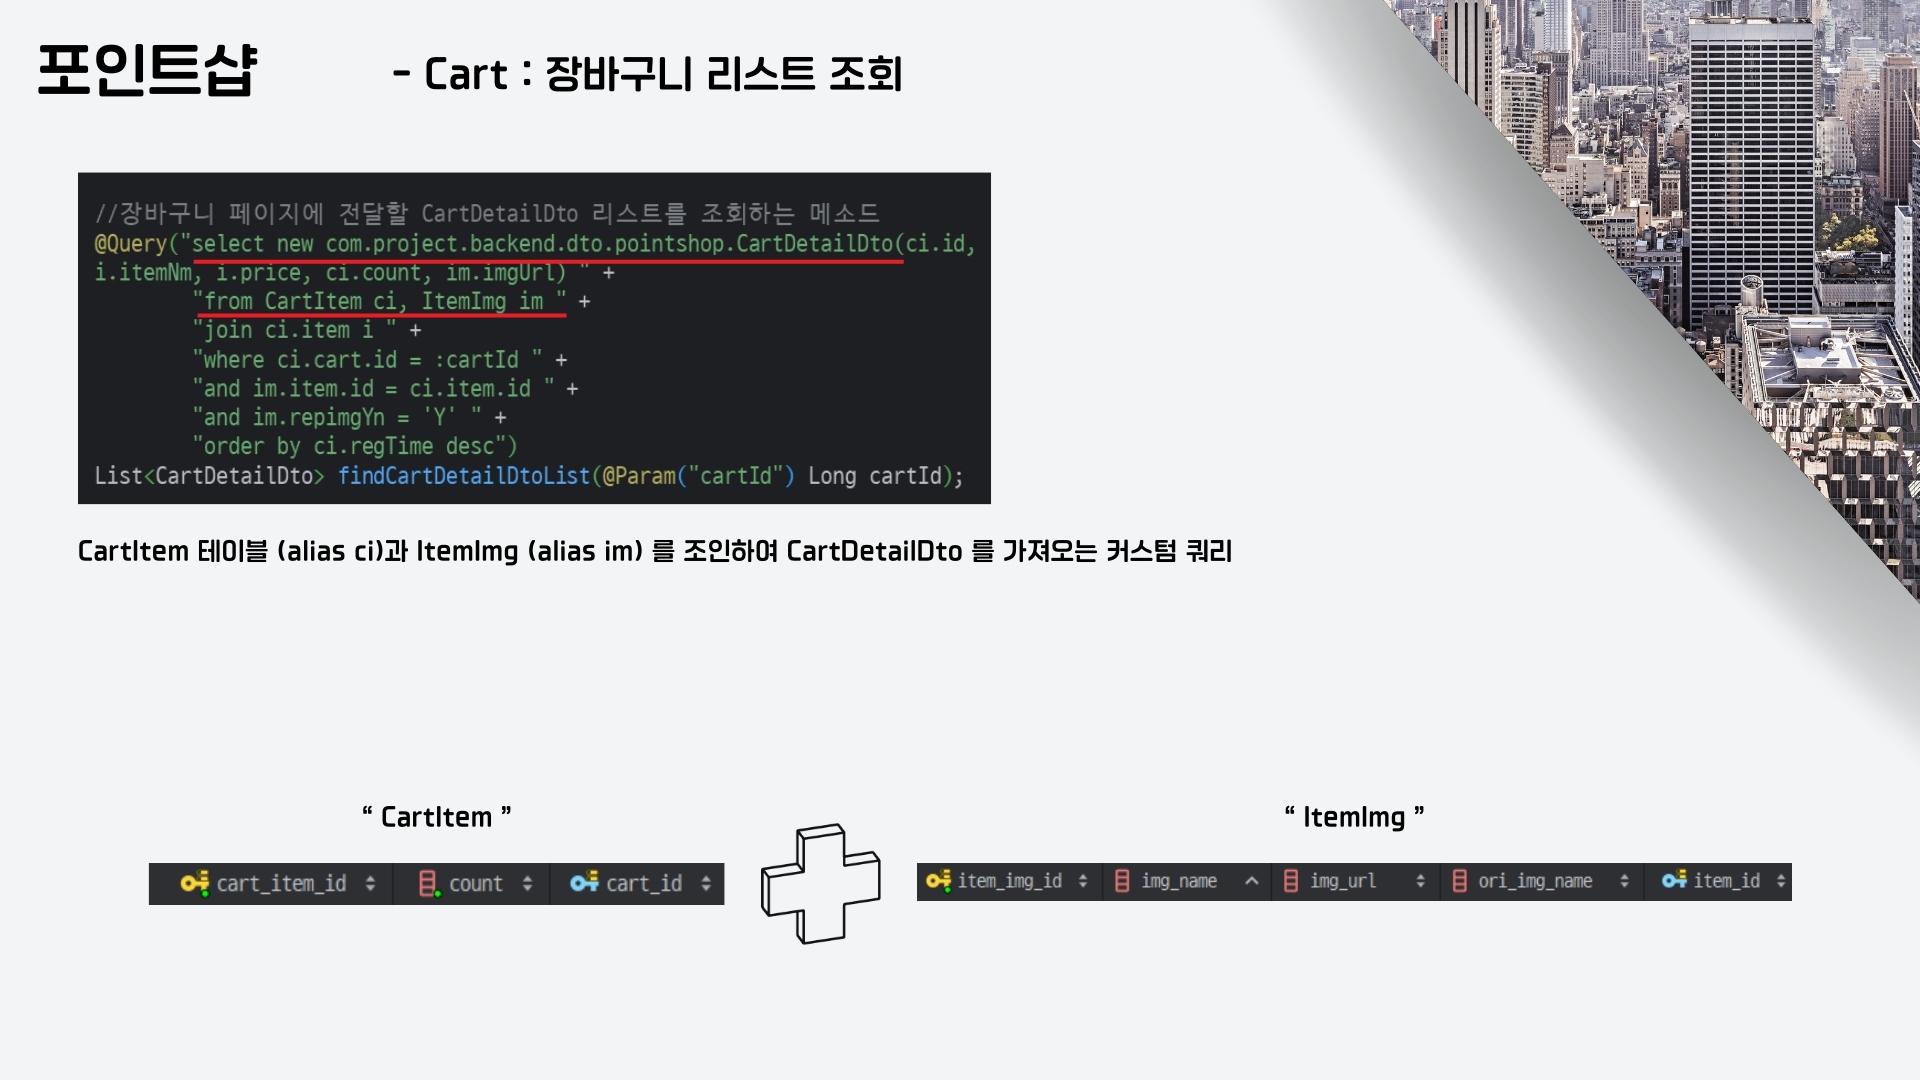 포인트샵
- Cart : 장바구니 리스트 조회
//장바구니 페이지에 전달할 CartDetailDto 리스트를 조회하는 메소드
@Query("select new com.project.backend.dto.pointshop.CartDetailDto(ci.id,
i.itemNm, i.price, ci.count, im.imgUrl) " +
"from CartItem ci, ItemImg im " +
"join ci.item i " +
"where ci.cart.id = :cartId " +
"and im.item.id = ci.item.id " +
"and im.repimgYn = 'Y' " +
"order by ci.regTime desc")
List<CartDetailDto> findCartDetailDtoList(@Param("cartId") Long cartId);
CartItem 테이블 (alias ci)과 ItemImg (alias im) 를 조인하여 CartDetailDto 를 가져오는 커스텀 쿼리
“ CartItem ”
“ ItemImg ”
cart_item_id count cart_id
item_img_id img_name img_url ori_img_name item_id